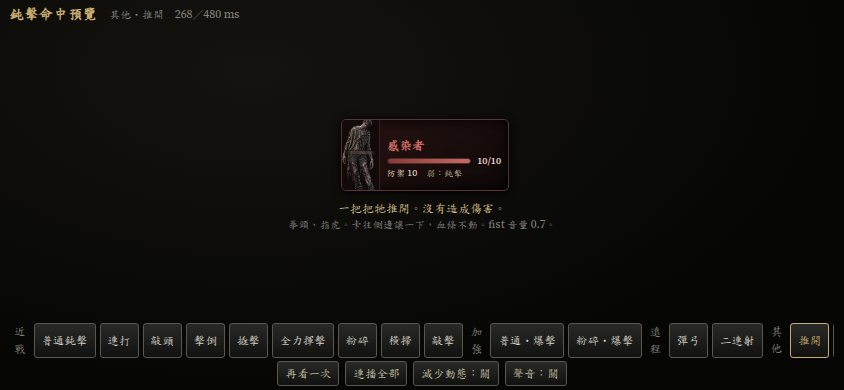 鈍擊命中預覽 其他・推開 268／480 ms
感染者
10/10
防禦 10 弱：鈍擊
一把把牠推開。沒有造成傷害。
拳頭、指虎。卡往側邊讓一下，血條不動。fist 音量 0.7。
近戰 普通鈍擊 連打 敲頭 擊倒 掀擊 全力揮擊 粉碎 橫掃 敲擊 加強 普通・爆擊 粉碎・爆擊 遠程 彈弓 二連射 其他 推開
再看一次 連播全部 減少動態：關 聲音：關